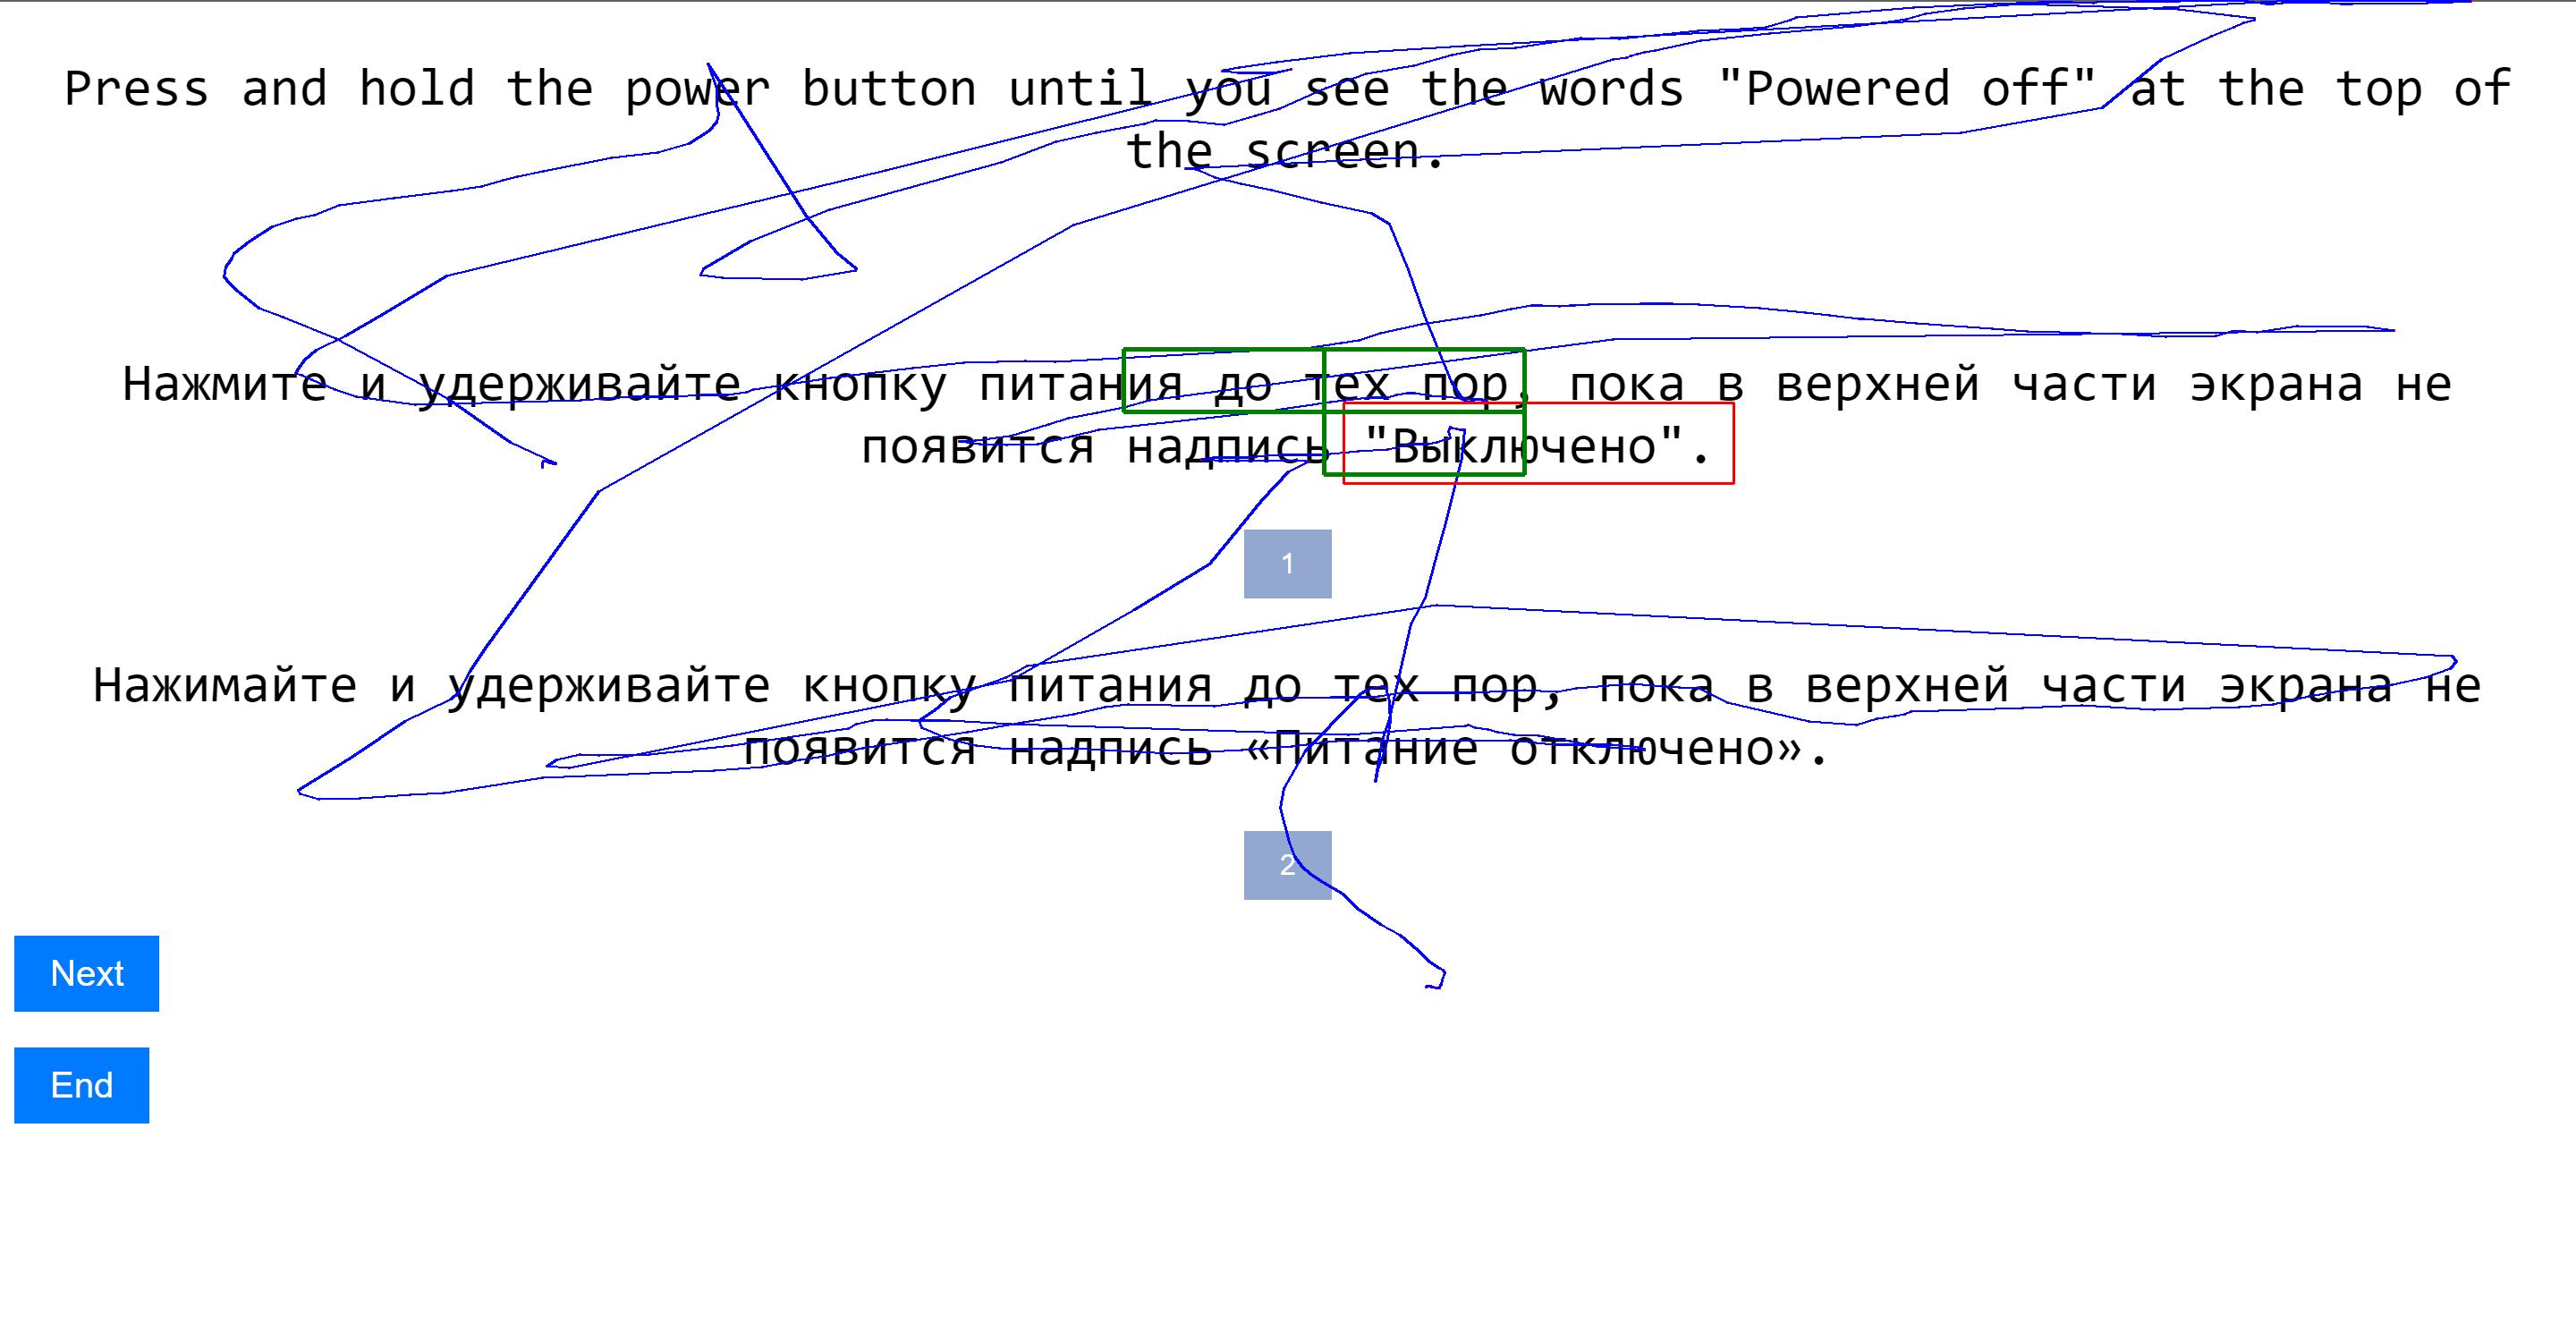 Press and hold the power button until you see the words "Powered off" at the top of
the screen.
Нажмите и удерживайте кнопку питания до тех пор, пока в верхней части экрана не
появится надпись "Выключено".
1
Нажимайте и удерживайте кнопку питания до тех пор, пока в верхней части экрана не
появится надпись «Питание отключено».
2
Next
End